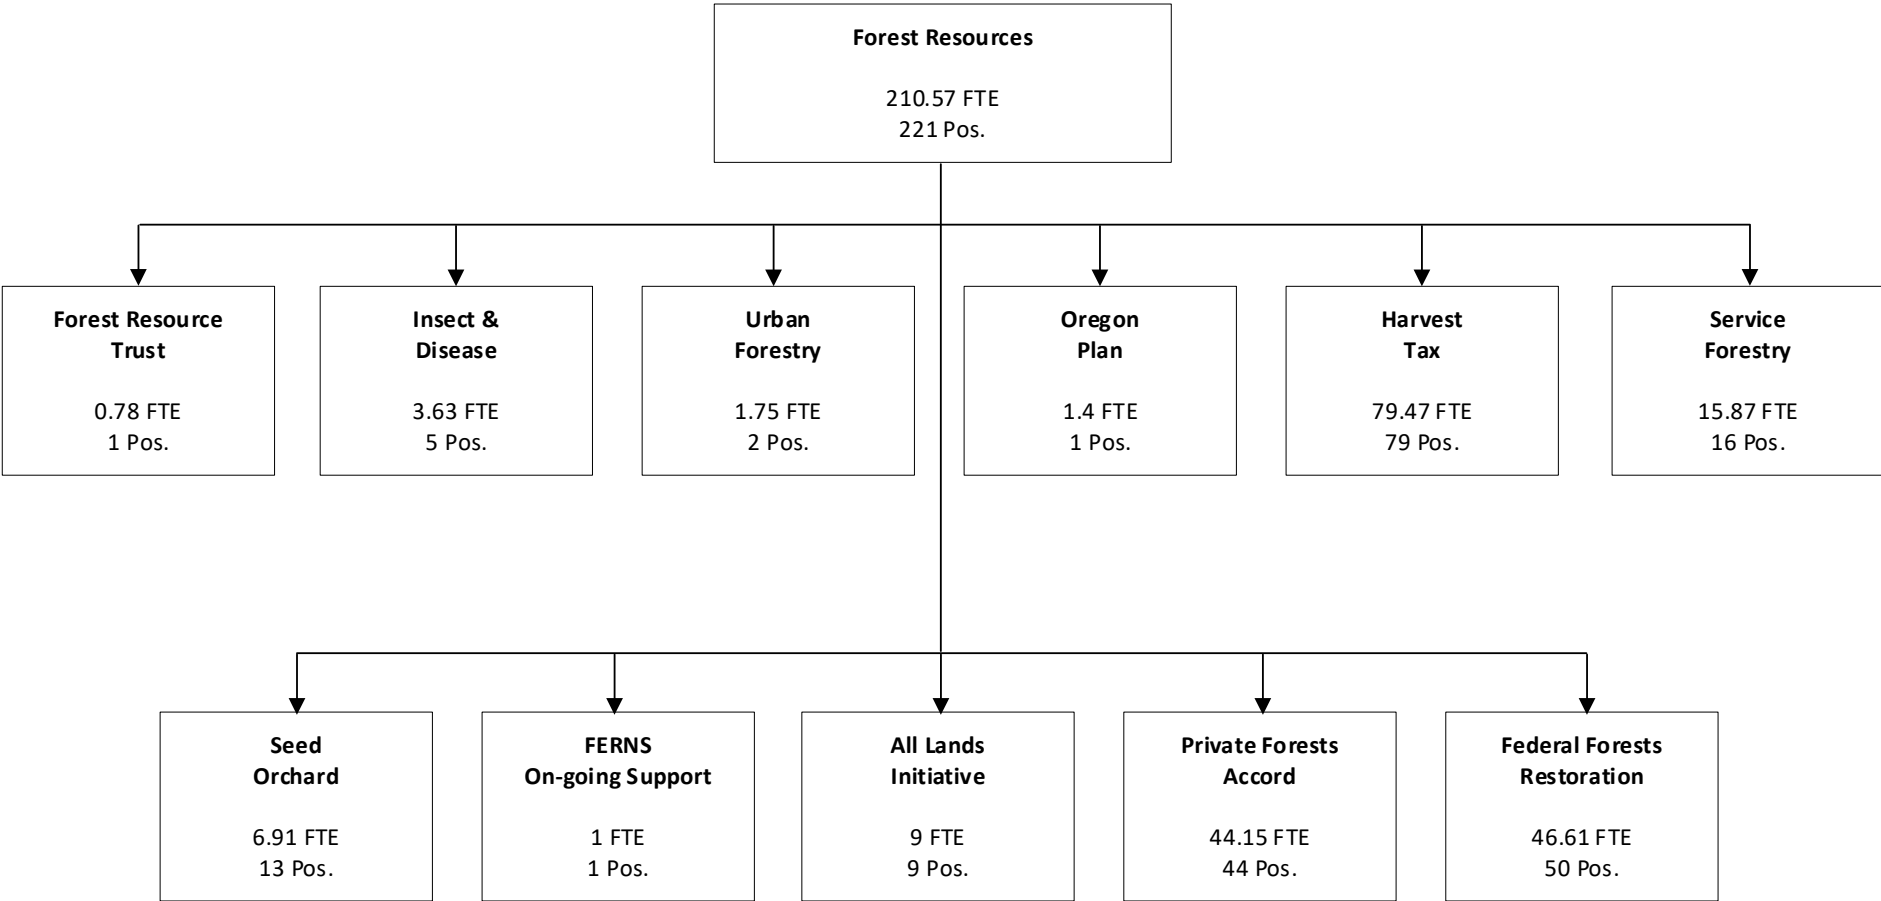 Forest Resources
210.57 FTE
221 Pos.
Forest Resource
Trust
0.78 FTE
1 Pos.
Insect &
Disease
3.63 FTE
5 Pos.
Urban
Forestry
1.75 FTE
2 Pos.
Oregon
Plan
1.4 FTE
1 Pos.
Harvest
Tax
79.47 FTE
79 Pos.
Service
Forestry
15.87 FTE
16 Pos.
Seed
Orchard
6.91 FTE
13 Pos.
FERNS
On-going Support
1 FTE
1 Pos.
All Lands
Initiative
9 FTE
9 Pos.
Private Forests
Accord
44.15 FTE
44 Pos.
Federal Forests
Restoration
46.61 FTE
50 Pos.